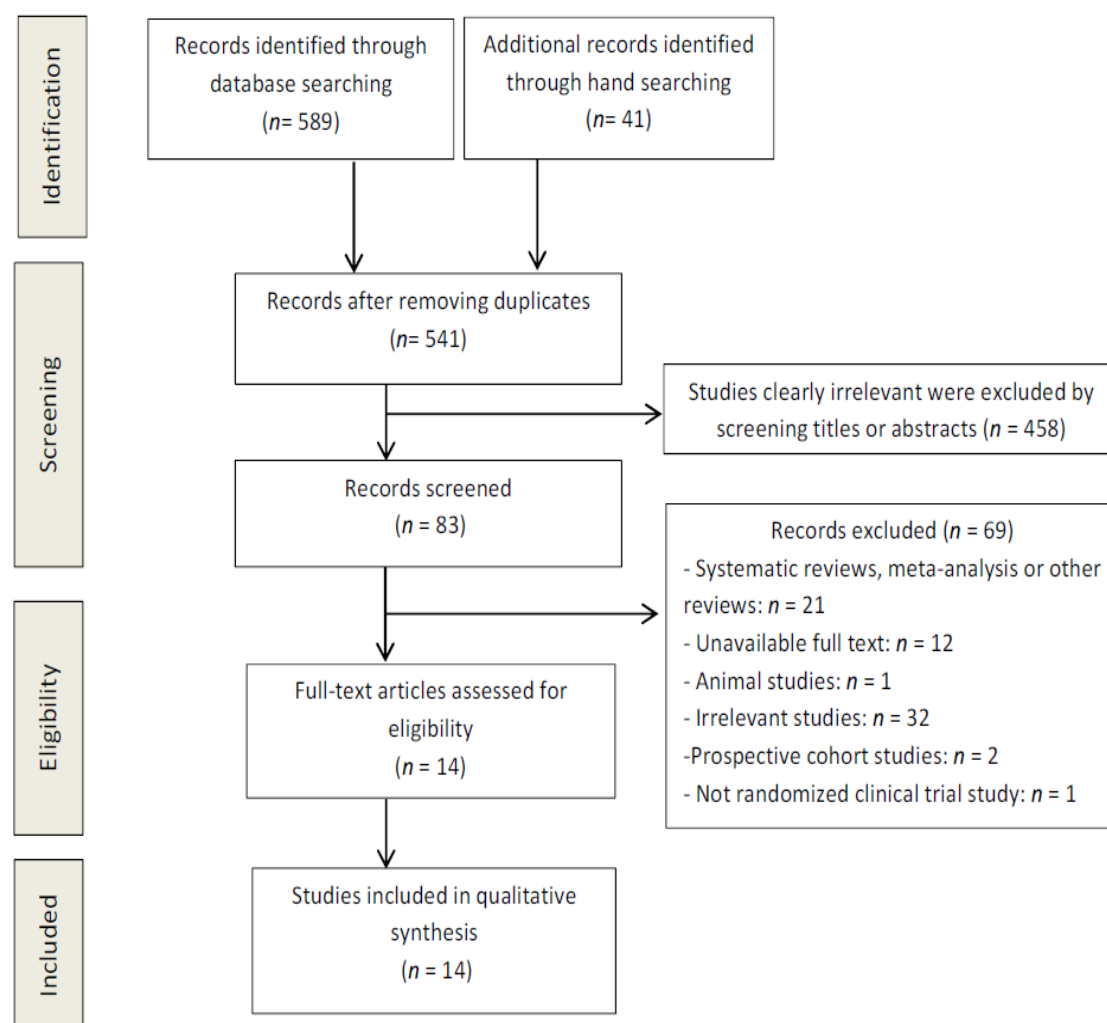 Identification
Records identified through
database searching
(n= 589)
Additional records identified
through hand searching
(n= 41)
Screening
Records after removing duplicates
(n= 541)
Studies clearly irrelevant were excluded by
screening titles or abstracts (n = 458)
Records screened
(n = 83)
Records excluded (n = 69)
- Systematic reviews, meta-analysis or other
reviews: n = 21
- Unavailable full text: n = 12
- Animal studies: n = 1
- Irrelevant studies: n = 32
-Prospective cohort studies: n = 2
- Not randomized clinical trial study: n = 1
Eligibility
Full-text articles assessed for
eligibility
(n = 14)
Included
Studies included in qualitative
synthesis
(n = 14)